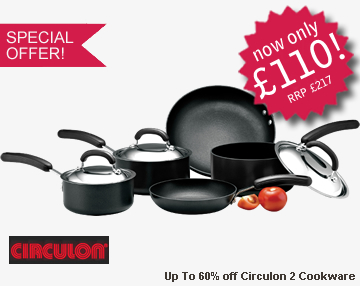 SPECIAL
OFFER!
now only
£110!
RRP £217
CIRCULON
Up To 60% off Circulon 2 Cookware